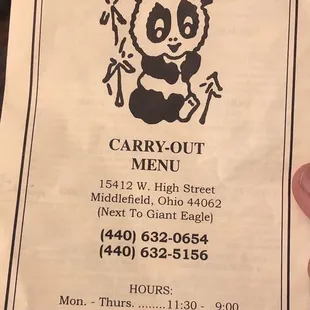 CARRY-OUT
MENU
15412 W. High Street
Middlefield, Ohio 44062
(Next To Giant Eagle)
(440) 632-0654
(440) 632-5156
HOURS:
Mon. - Thurs. ........11:30 - 9:00